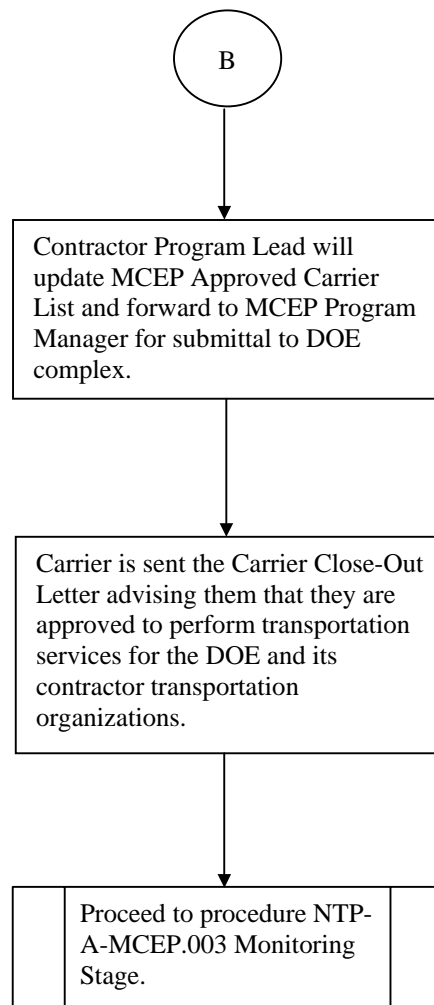 B
Contractor Program Lead will
update MCEP Approved Carrier
List and forward to MCEP Program
Manager for submittal to DOE
complex.
Carrier is sent the Carrier Close-Out
Letter advising them that they are
approved to perform transportation
services for the DOE and its
contractor transportation
organizations.
Proceed to procedure NTP-
A-MCEP.003 Monitoring
Stage.